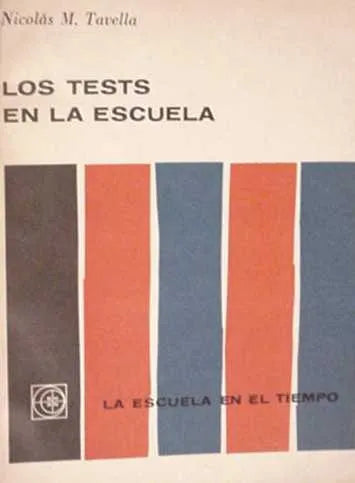 Nicolás M. Tavella
LOS TESTS
EN LA ESCUELA
LA ESCUELA EN EL TIEMPO